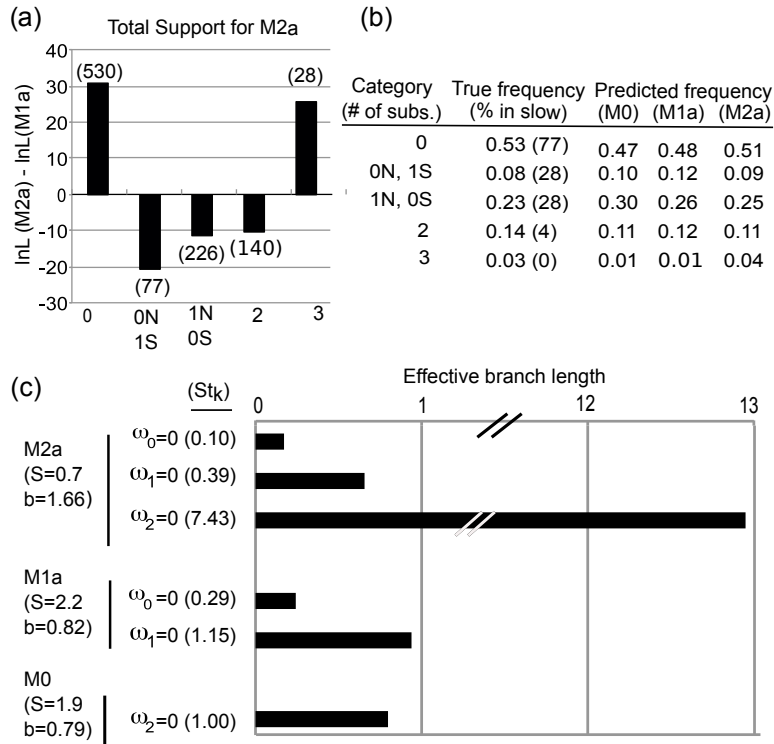 (a)
Total Support for M2a
lnL (M2a) - lnL(M1a)
40
30
20
10
0
-10
-20
-30
(530)
(77)
(226)
(140)
(28)
0 0N 1N 2 3
1S 0S
(b)
Category True frequency Predicted frequency
(# of subs.) (% in slow) (M0) (M1a) (M2a)
0 0.53 (77) 0.47 0.48 0.51
0N, 1S 0.08 (28) 0.10 0.12 0.09
1N, 0S 0.23 (28) 0.30 0.26 0.25
2 0.14 (4) 0.11 0.12 0.11
3 0.03 (0) 0.01 0.01 0.04
(c)
Effective branch length
(Stk)
0 1 12 13
M2a
(S=0.7
b=1.66)
ω0=0 (0.10)
ω1=0 (0.39)
ω2=0 (7.43)
M1a
(S=2.2
b=0.82)
ω0=0 (0.29)
ω1=0 (1.15)
M0
(S=1.9
b=0.79)
ω2=0 (1.00)